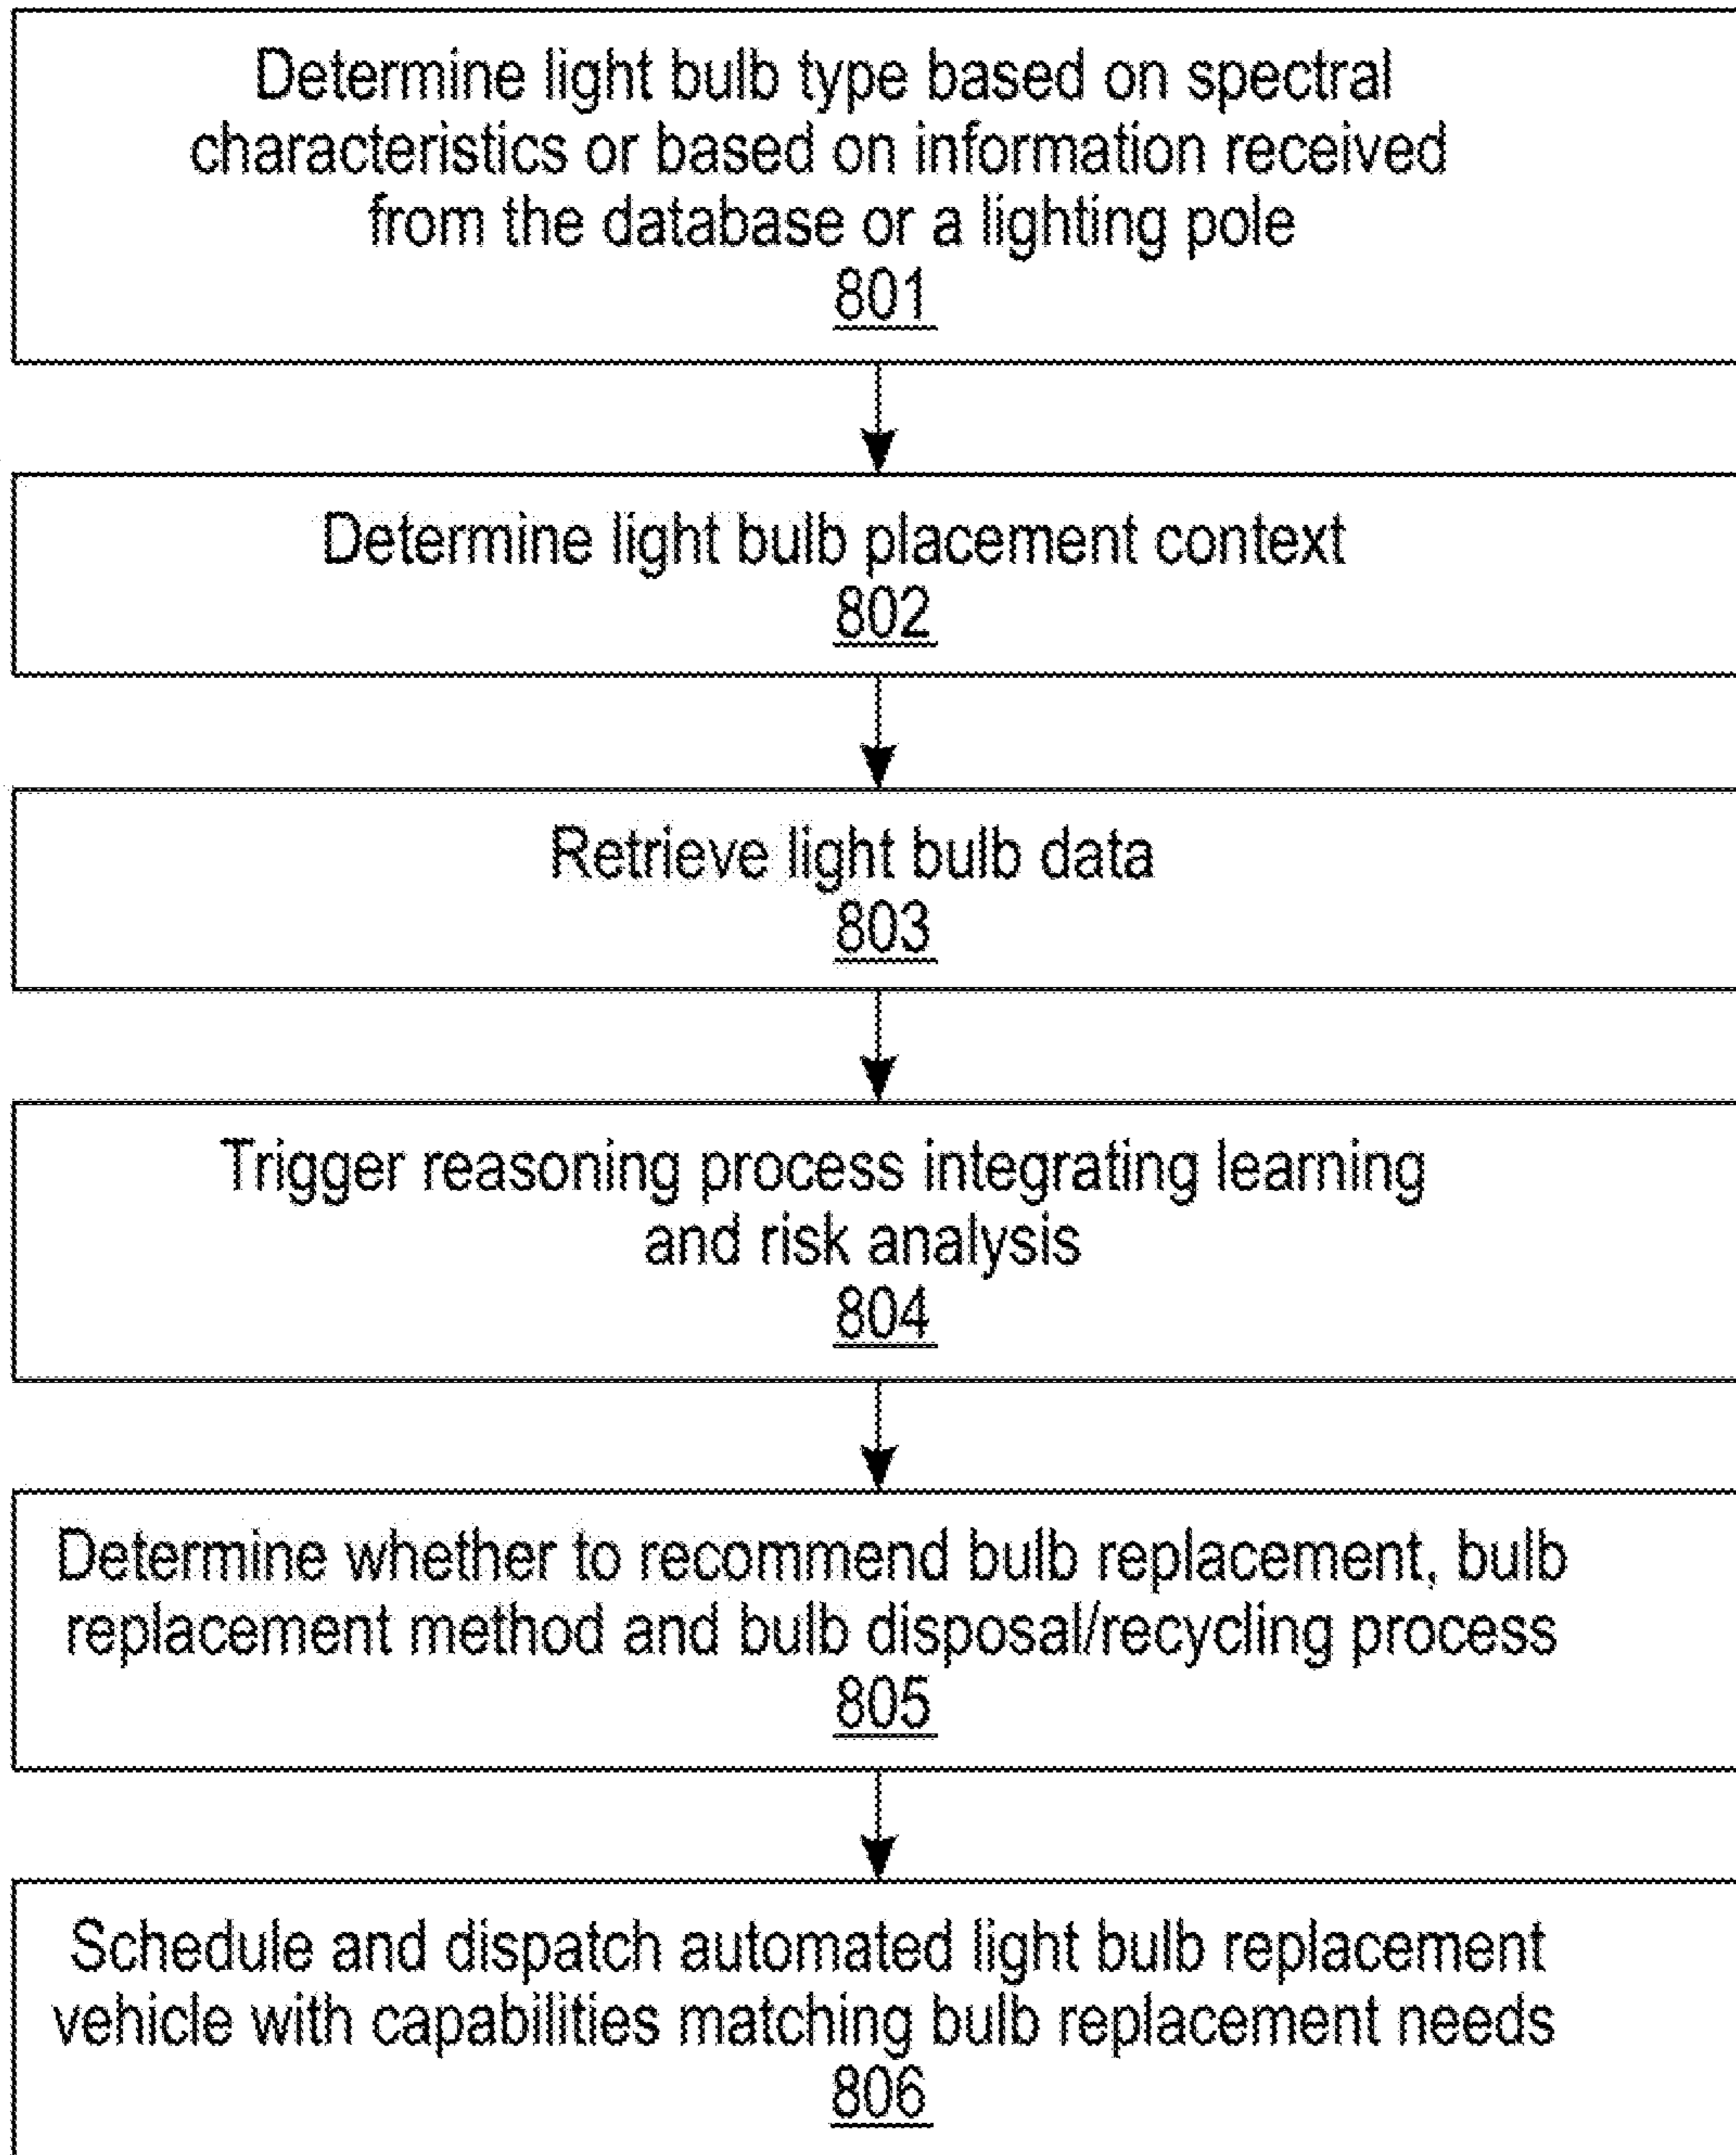 Determine light bulb type based on spectral
characteristics or based on information received
from the database or a lighting pole
801
Determine light bulb placement context
802
Retrieve light bulb data
803
Trigger reasoning process integrating learning
and risk analysis
804
Determine whether to recommend bulb replacement, bulb
replacement method and bulb disposal/recycling process
805
Schedule and dispatch automated light bulb replacement
vehicle with capabilities matching bulb replacement needs
806